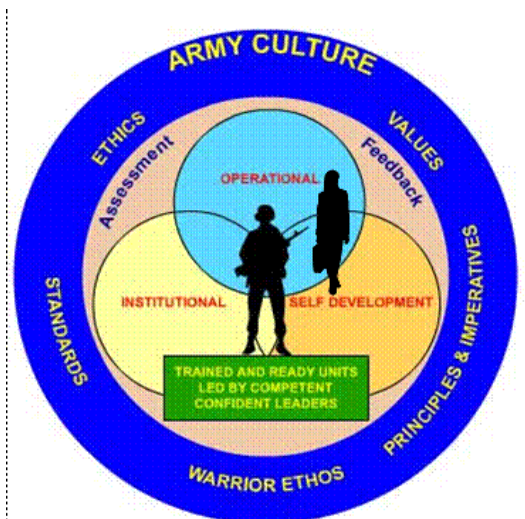 ARMY CULTURE
ETHICS
VALUES
Assessment
Feedback
OPERATIONAL
INSTITUTIONAL
SELF DEVELOPMENT
STANDARDS
PRINCIPLES & IMPERATIVES
TRAINED AND READY UNITS
LED BY COMPETENT
CONFIDENT LEADERS
WARRIOR ETHOS